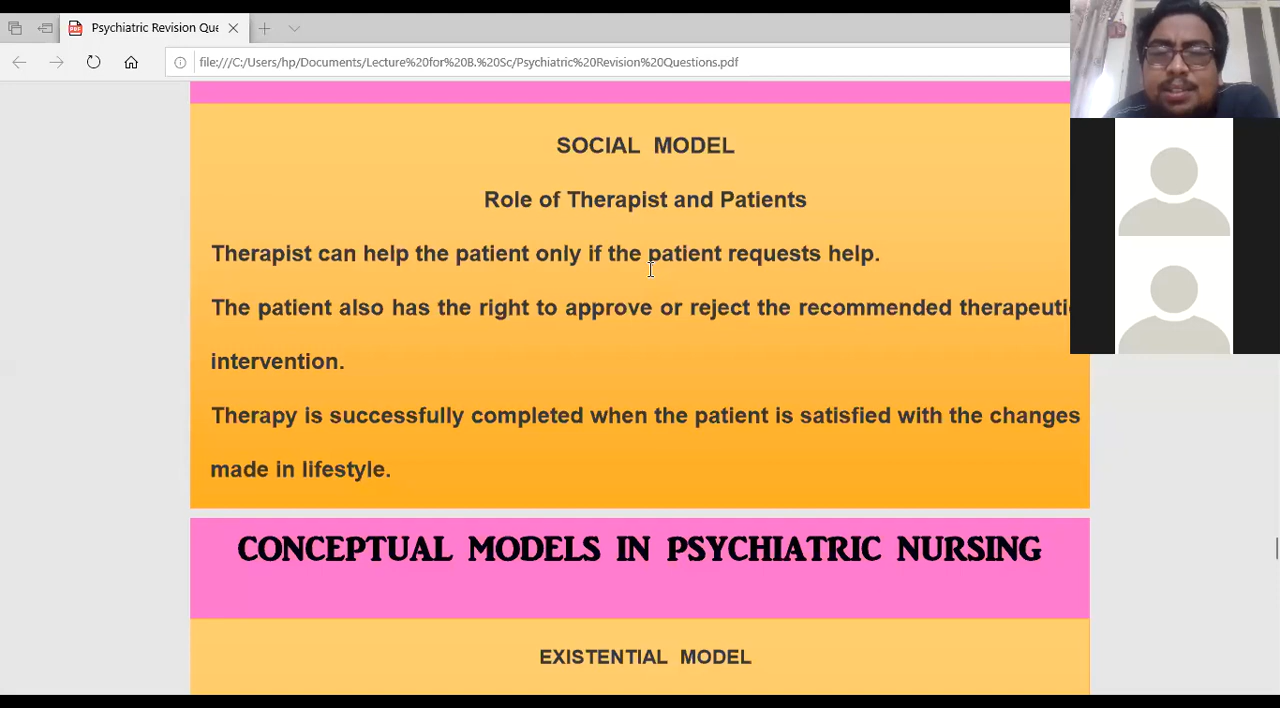 Psychiatric Revision Que
file:///C:/Users/hp/Documents/Lecture%20for%20B.%20Sc/Psychiatric%20Revision%20Questions.pdf
SOCIAL MODEL
Role of Therapist and Patients
Therapist can help the patient only if the patient requests help.
The patient also has the right to approve or reject the recommended therapeuti
intervention.
Therapy is successfully completed when the patient is satisfied with the changes
made in lifestyle.
CONCEPTUAL MODELS IN PSYCHIATRIC NURSING
EXISTENTIAL MODEL